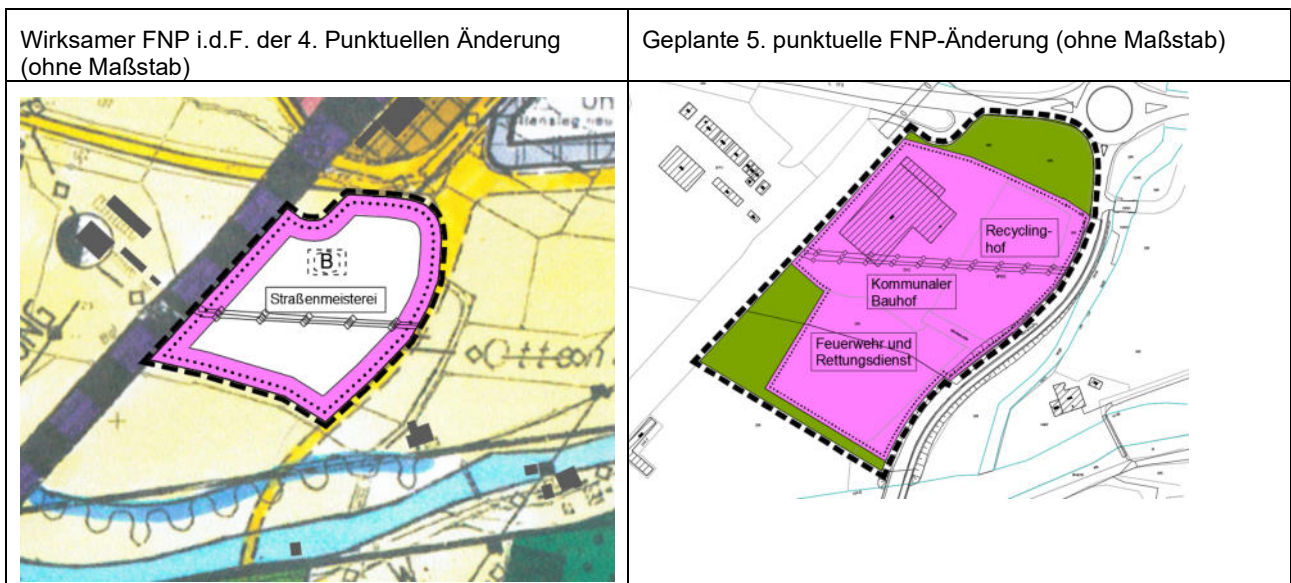 Wirksamer FNP i.d.F. der 4. Punktuellen Änderung
(ohne Maßstab)
Geplante 5. punktuelle FNP-Änderung (ohne Maßstab)
B
Straßenmeisterei
Recycling-
hof
Kommunaler
Bauhof
Feuerwehr und
Rettungsdienst